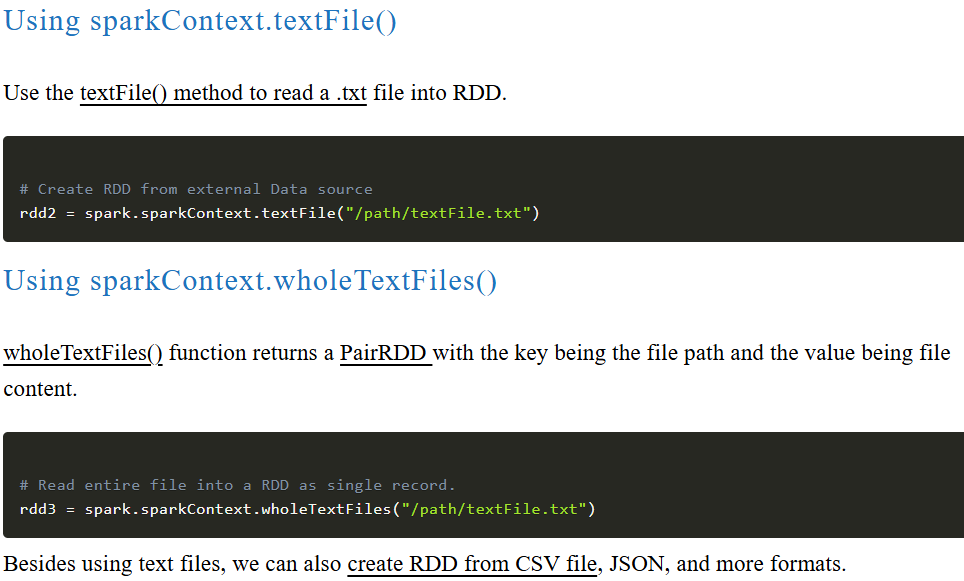 Using sparkContext.textFile()
Use the textFile() method to read a .txt file into RDD.
# Create RDD from external Data source
rdd2 = spark.sparkContext.textFile("/path/textFile.txt")
Using sparkContext.wholeTextFiles()
wholeTextFiles() function returns a PairRDD with the key being the file path and the value being file
content.
# Read entire file into a RDD as single record.
rdd3 = spark.sparkContext.wholeTextFiles("/path/textFile.txt")
Besides using text files, we can also create RDD from CSV file, JSON, and more formats.